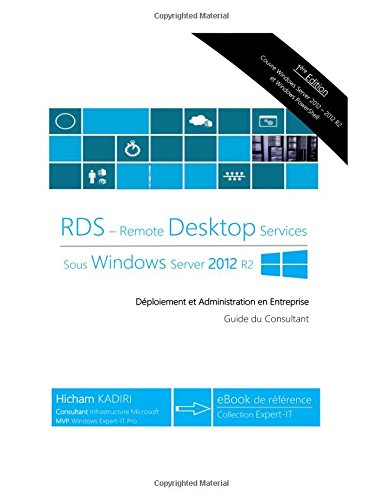 Copyrighted Material
1ère Edition
Couvre Windows Server 2012 – 2012 R2
et Windows PowerShell
RDS – Remote Desktop Services
Sous Windows Server 2012 R2
Déploiement et Administration en Entreprise
Guide du Consultant
Hicham KADIRI
Consultant Infrastructure Microsoft
MVP Windows Expert-IT Pro
eBook de référence
Collection Expert-IT
Copyrighted Material